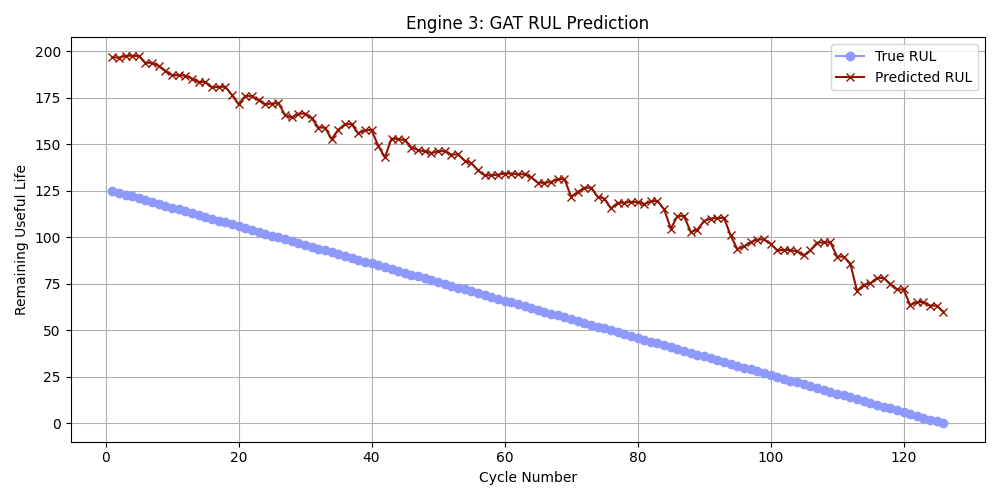 Engine 3: GAT RUL Prediction
True RUL
Predicted RUL
Remaining Useful Life
200
175
150
125
100
75
50
25
0
0 20 40 60 80 100 120
Cycle Number